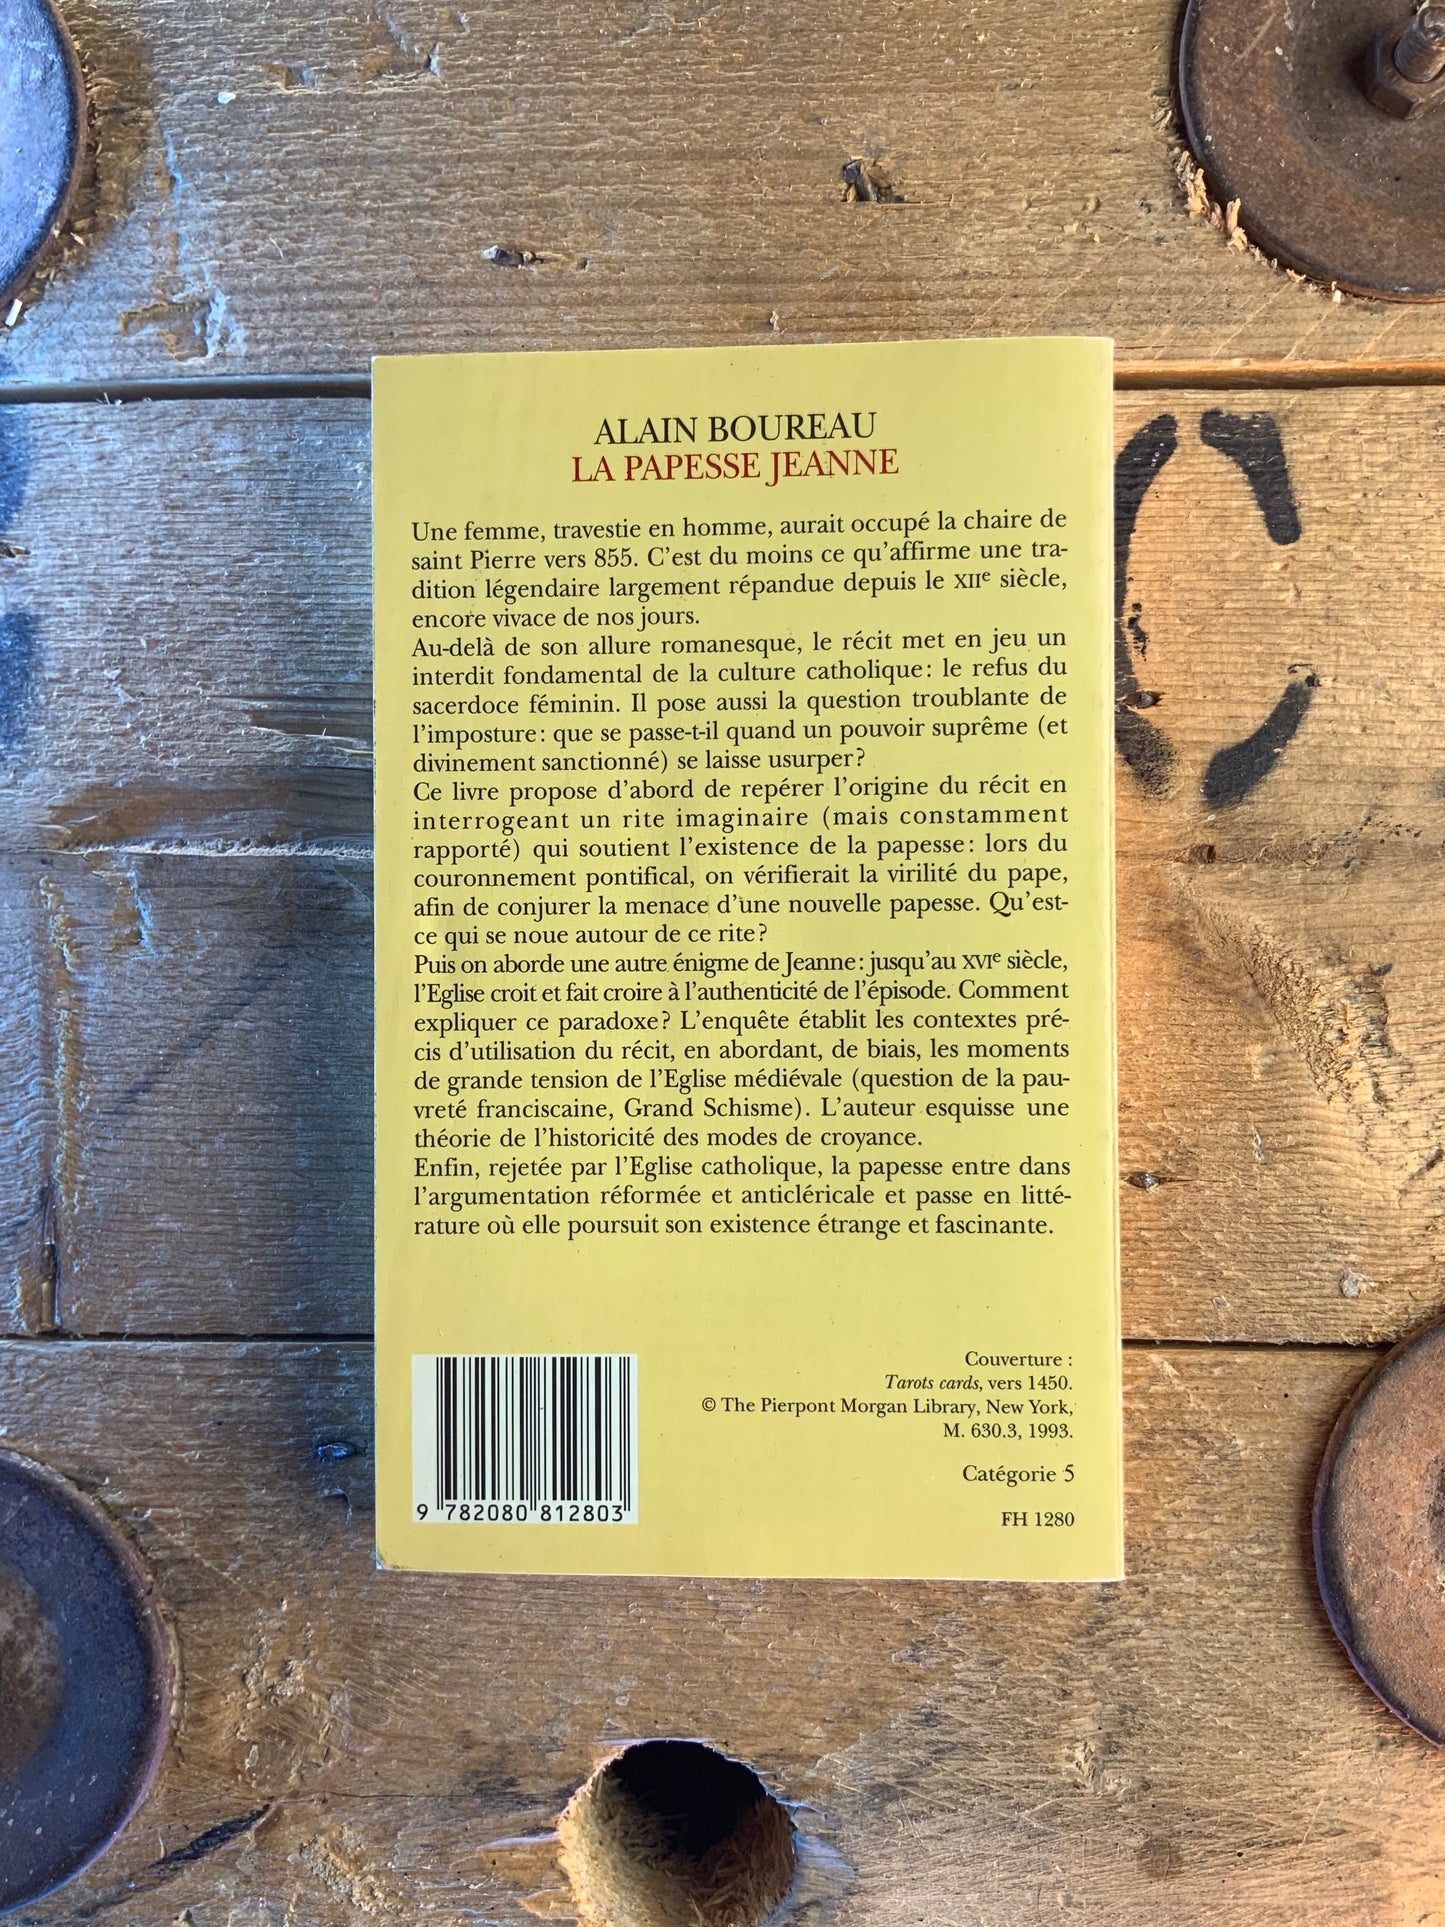 ALAIN BOUREAU
LA PAPESSE JEANNE
Une femme, travestie en homme, aurait occupé la chaire de
saint Pierre vers 855. C'est du moins ce qu'affirme une tra-
dition légendaire largement répandue depuis le XIIe siècle,
encore vivace de nos jours.
Au-delà de son allure romanesque, le récit met en jeu un
interdit fondamental de la culture catholique : le refus du
sacerdoce féminin. Il pose aussi la question troublante de
l'imposture : que se passe-t-il quand un pouvoir suprême (et
divinement sanctionné) se laisse usurper ?
Ce livre propose d'abord de repérer l'origine du récit en
interrogeant un rite imaginaire (mais constamment
rapporté) qui soutient l'existence de la papesse : lors du
couronnement pontifical, on vérifierait la virilité du pape,
afin de conjurer la menace d'une nouvelle papesse. Qu'est-
ce qui se noue autour de ce rite ?
Puis on aborde une autre énigme de Jeanne : jusqu'au XVIe siècle,
l'Eglise croit et fait croire à l'authenticité de l'épisode. Comment
expliquer ce paradoxe ? L'enquête établit les contextes pré-
cis d'utilisation du récit, en abordant, de biais, les moments
de grande tension de l'Eglise médiévale (question de la pau-
vreté franciscaine, Grand Schisme). L'auteur esquisse une
théorie de l'historicité des modes de croyance.
Enfin, rejetée par l'Eglise catholique, la papesse entre dans
l'argumentation réformée et anticléricale et passe en litté-
rature où elle poursuit son existence étrange et fascinante.
Couverture :
Tarots cards, vers 1450.
© The Pierpont Morgan Library, New York,
M. 630.3, 1993.
Catégorie 5
FH 1280
9 782080 812803